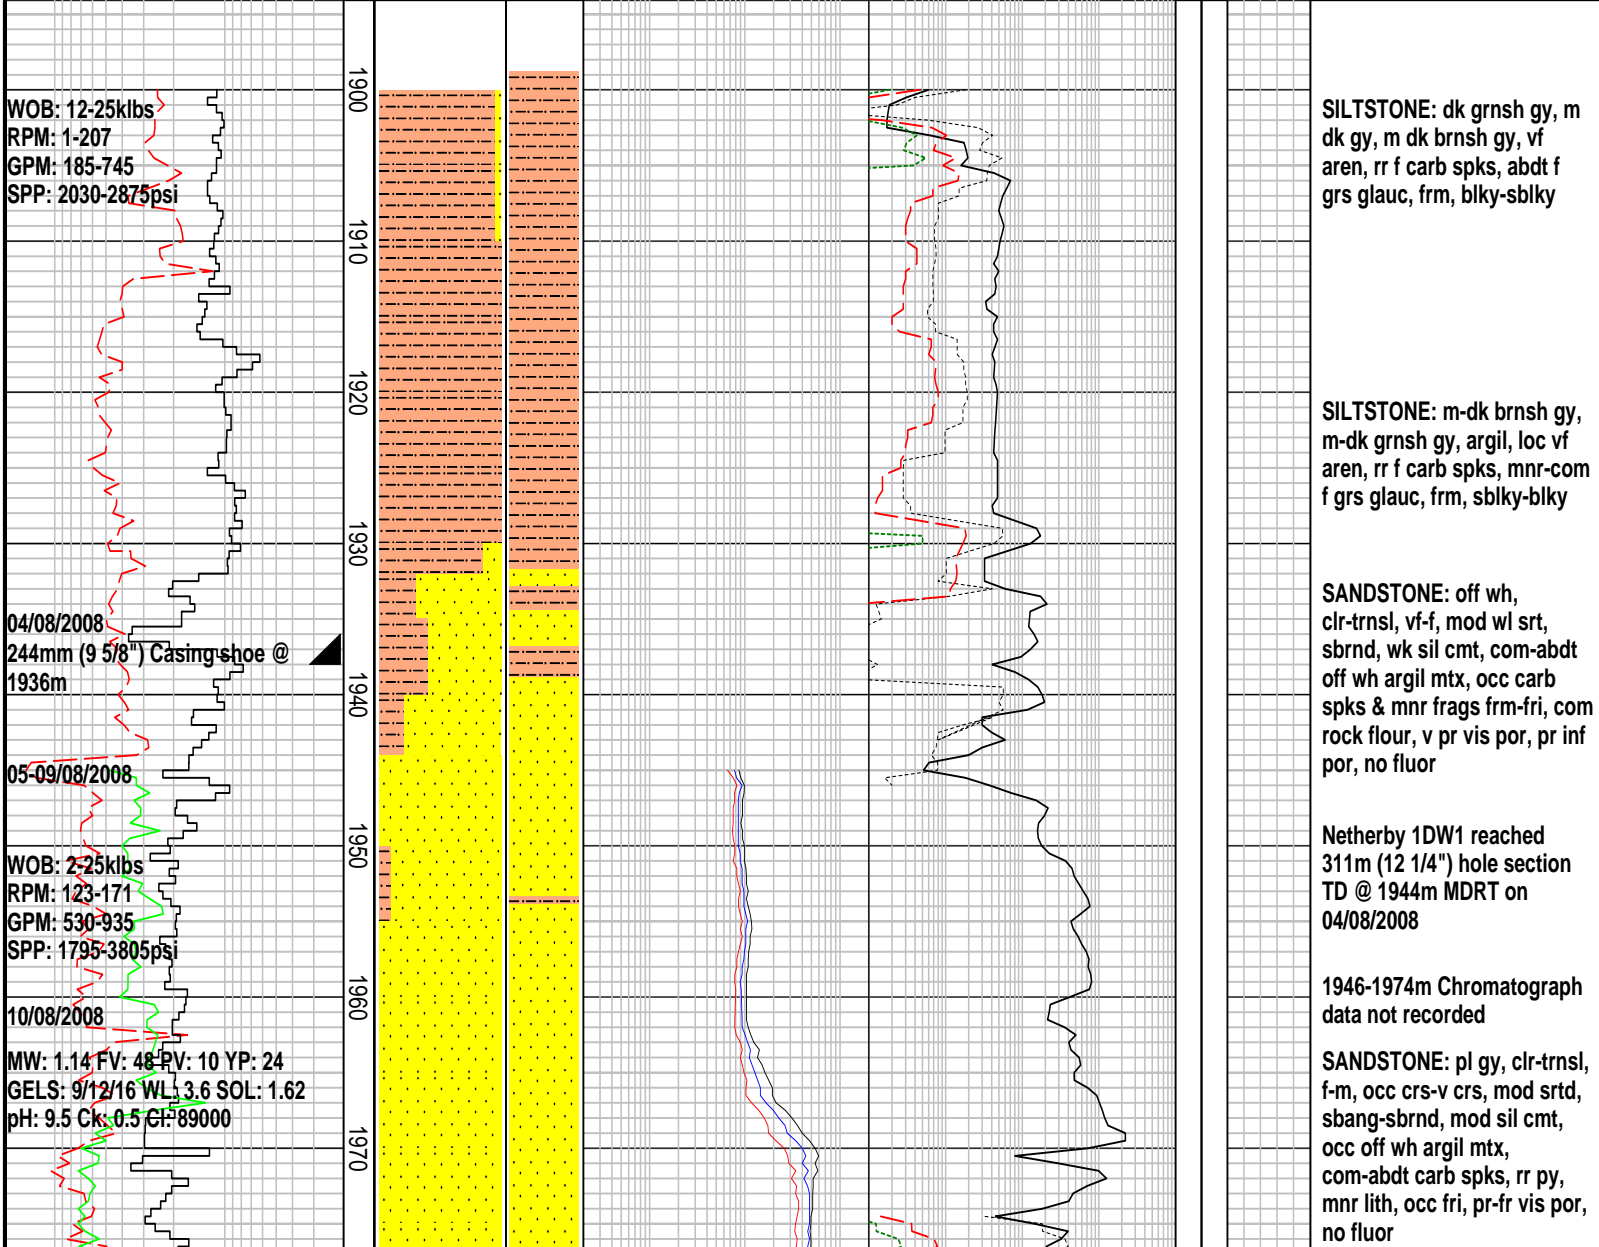 WOB: 12-25klbs
RPM: 1-207
GPM: 185-745
SPP: 2030-2875psi
04/08/2008
244mm (9 5/8") Casing shoe @
1936m
05-09/08/2008
WOB: 2-25klbs
RPM: 123-171
GPM: 530-935
SPP: 1795-3805psi
10/08/2008
MW: 1.14 FV: 48 PV: 10 YP: 24
GELS: 9/12/16 WL: 3.6 SOL: 1.62
pH: 9.5 Ck: 0.5 Cl: 89000
1900
1910
1920
1930
1940
1950
1960
1970
SILTSTONE: dk grnsh gy, m
dk gy, m dk brnsh gy, vf
aren, rr f carb spks, abdt f
grs glauc, frm, blky-sblky
SILTSTONE: m-dk brnsh gy,
m-dk grnsh gy, argil, loc vf
aren, rr f carb spks, mnr-com
f grs glauc, frm, sblky-blky
SANDSTONE: off wh,
clr-trnsl, vf-f, mod wl srt,
sbrnd, wk sil cmt, com-abdt
off wh argil mtx, occ carb
spks & mnr frags frm-fri, com
rock flour, v pr vis por, pr inf
por, no fluor
Netherby 1DW1 reached
311m (12 1/4") hole section
TD @ 1944m MDRT on
04/08/2008
1946-1974m Chromatograph
data not recorded
SANDSTONE: pl gy, clr-trnsl,
f-m, occ crs-v crs, mod srtd,
sbang-sbrnd, mod sil cmt,
occ off wh argil mtx,
com-abdt carb spks, rr py,
mnr lith, occ fri, pr-fr vis por,
no fluor